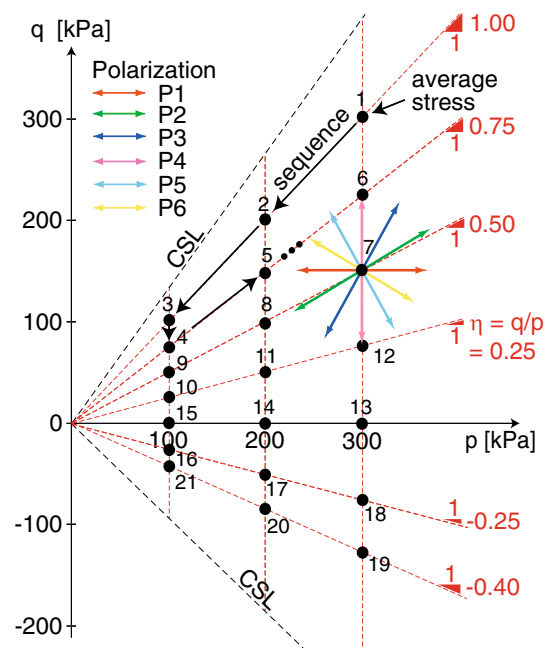 q [kPa]
Polarization
P1
P2
P3
P4
P5
P6
average
stress
sequence
CSL
1.00
1
0.75
1
0.50
1
η = q/p
= 0.25
1
300
200
100
0
-100
-200
100
200
300
p [kPa]
1
2
3
4
5
6
7
8
9
10
11
12
13
14
15
16
17
18
19
20
21
1
-0.25
1
-0.40
CSL